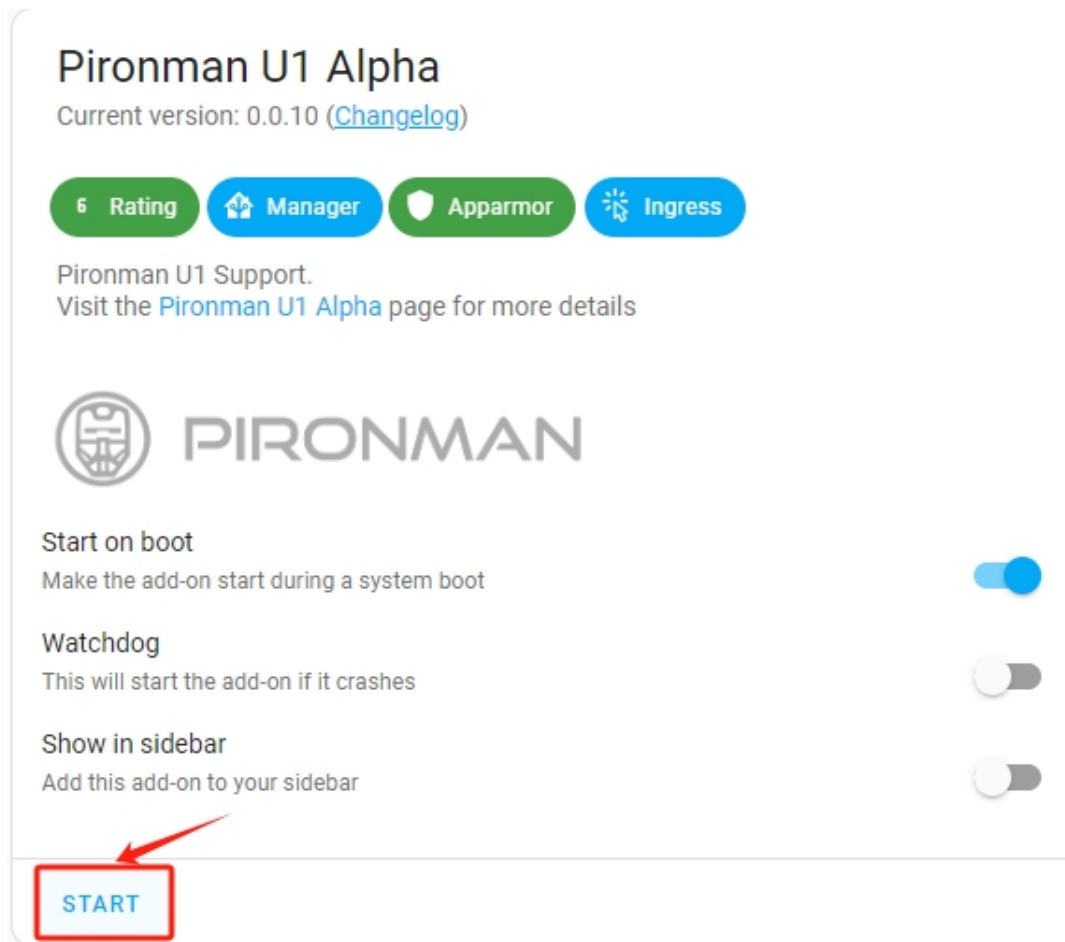 Pironman U1 Alpha
Current version: 0.0.10 (Changelog)
6 Rating Manager Apparmor Ingress
Pironman U1 Support.
Visit the Pironman U1 Alpha page for more details
PIRONMAN
Start on boot
Make the add-on start during a system boot
Watchdog
This will start the add-on if it crashes
Show in sidebar
Add this add-on to your sidebar
START